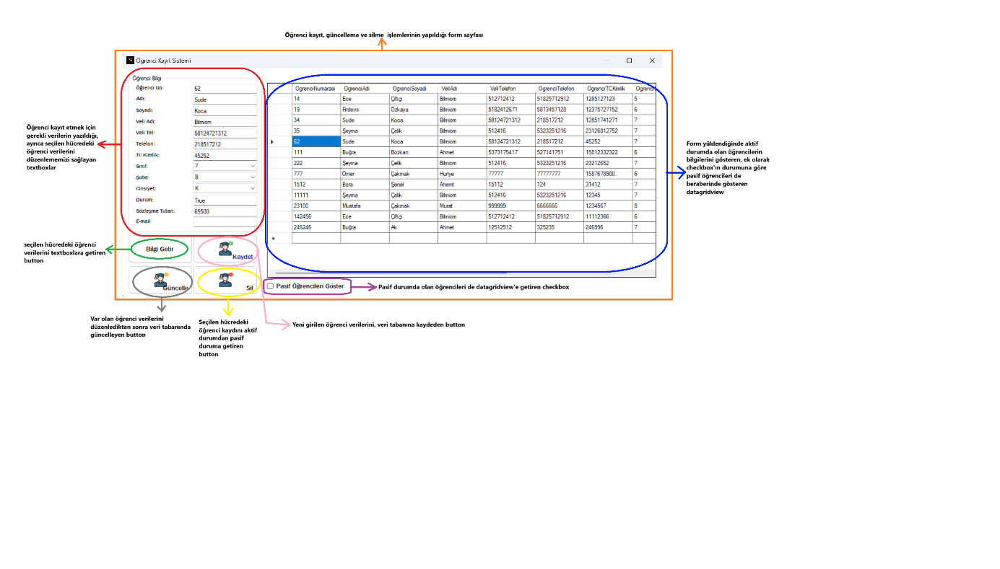 Öğrenci kayıt, güncelleme ve silme işlemlerinin yapıldığı form sayfası
Öğrenci Kayıt Sistemi
Öğrenci Bilgi
Öğrenci No: 62
Adı: Sude
Soyadı: Koca
Veli Adı: Bilmiom
Veli Tel: 58124721312
Telefon: 218517212
TC Kimlik: 45252
Sınıf: 7
Şube: B
Cinsiyet: K
Durum: True
Sözleşme Tutarı: 65500
E-mail
Bilgi Getir
Kaydet
Güncelle
Sil
OgrenciNumarasi OgrenciAdi OgrenciSoyadi VeliAdi VeliTelefon OgrenciTelefon OgrenciTCKimlik
14 Ece Çiftçi Bilmiom 512712412 51825712912 1285127123 5
19 Firdevs Özkaya Bilmiom 5182412671 5813457128 12375727152 6
34 Sude Koca Bilmiom 58124721312 218517212 12851741271 7
35 Şeyma Çelik Bilmiom 512416 5323251216 23126812752 7
62 Sude Koca Bilmiom 58124721312 218517212 45252 7
111 Buğra Bozkan Ahmet 5373175417 527141751 15812332322 6
222 Şeyma Çelik Bilmiom 512416 5323251216 23212652 7
777 Ömer Çakmak Huriye 77777 77777777 1587678900 6
1512 Bora Şenel Ahemt 15112 124 31412 7
11111 Şeyma Çelik Bilmiom 512416 5323251216 12345 7
23100 Mustafa Çakmak Murat 999999 6666666 1234567 8
142456 Ece Çiftçi Bilmiom 512712412 51825712912 11112366 6
246246 Buğra Ak Ahmet 12512512 325235 246996 7
Pasif Öğrencileri Göster
Öğrenci kayıt etmek için
gerekli verilerin yazıldığı,
ayrıca seçilen hücredeki
öğrenci verilerini
düzenlememizi sağlayan
textboxlar
seçilen hücredeki öğrenci
verilerini textboxlara getiren
button
Form yüklendiğinde aktif
durumda olan öğrencilerin
bilgilerini gösteren, ek olarak
checkbox'ın durumuna göre
pasif öğrencileri de
beraberinde gösteren
datagridview
Pasif durumda olan öğrencileri de datagridview'e getiren checkbox
Var olan öğrenci verilerini
düzenledikten sonra veri tabanında
güncelleyen button
Seçilen hücredeki
öğrenci kaydını aktif
durumdan pasif
duruma getiren
button
Yeni girilen öğrenci verilerini, veri tabanına kaydeden button